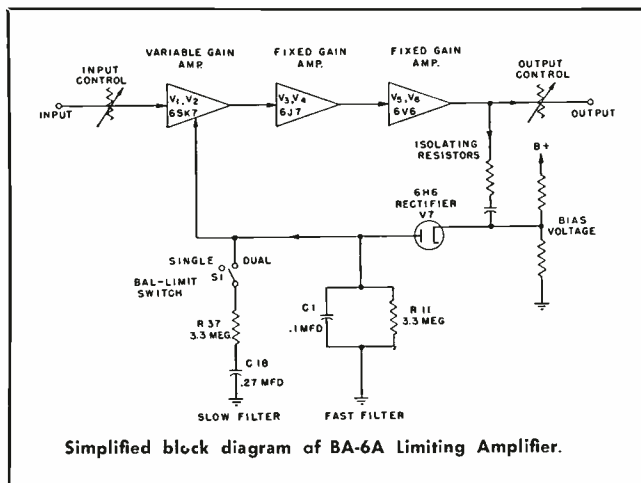 VARIABLE GAIN
AMP.
FIXED GAIN
AMP.
FIXED GAIN
AMP.
INPUT
CONTROL
OUTPUT
CONTROL
V1, V2
6SK7
V3, V4
6J7
V5, V6
6V6
INPUT
OUTPUT
ISOLATING
RESISTORS
B+
6H6
RECTIFIER
V7
BIAS
VOLTAGE
SINGLE
DUAL
S1
BAL-LIMIT
SWITCH
R37
3.3 MEG
C18
.27 MFD
C1
.1MFD
R11
3.3 MEG
SLOW FILTER
FAST FILTER
Simplified block diagram of BA-6A Limiting Amplifier.